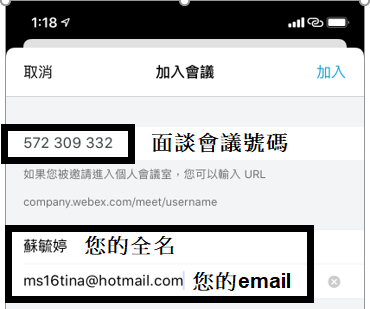 1:18
取消 加入會議 加入
572 309 332 面談會議號碼
如果您被邀請進入個人會議室，您可以輸入 URL
company.webex.com/meet/username
蘇毓婷 您的全名
ms16tina@hotmail.com 您的email